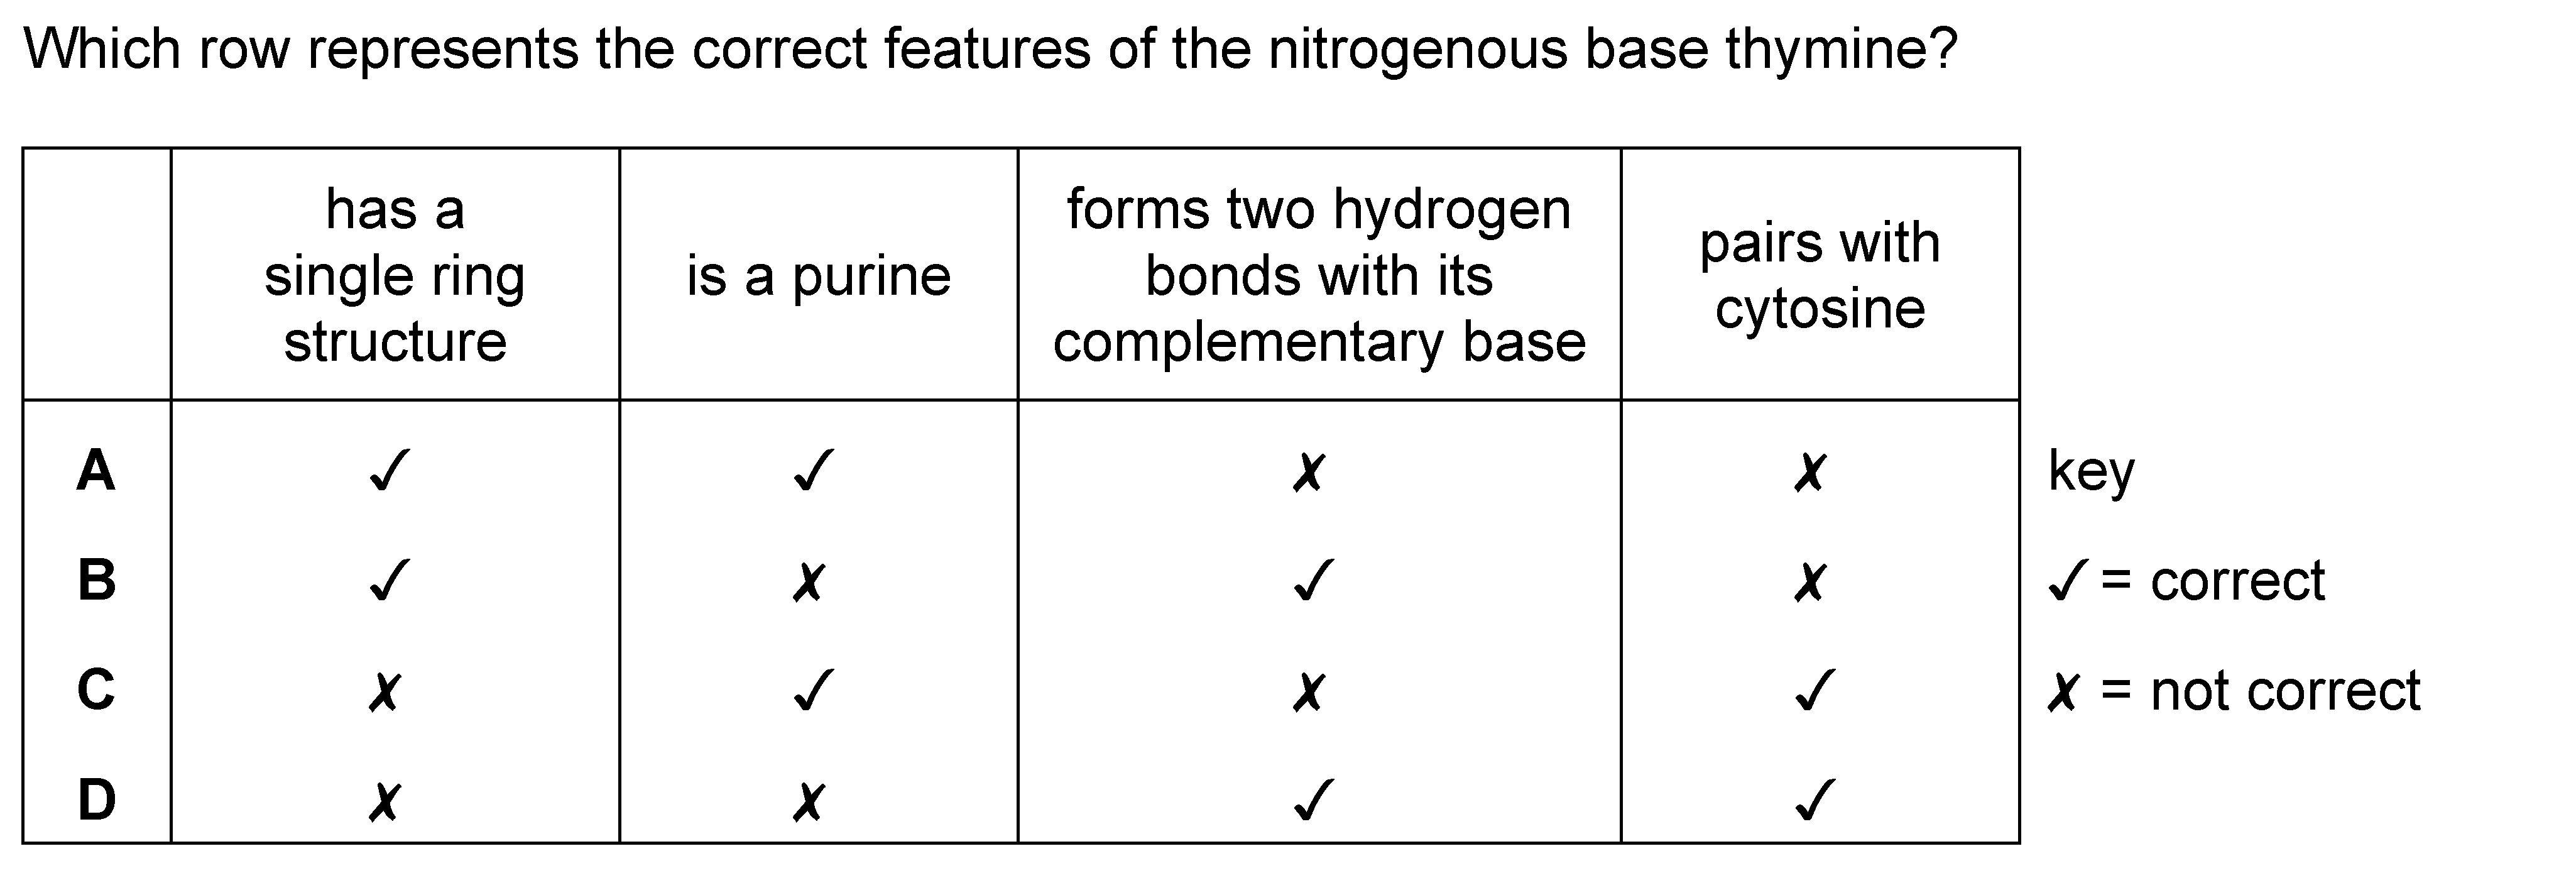 Which row represents the correct features of the nitrogenous base thymine?
has a
single ring
structure
is a purine
forms two hydrogen
bonds with its
complementary base
pairs with
cytosine
A ✓ ✓ ✗ ✗
B ✓ ✗ ✓ ✗
C ✗ ✓ ✗ ✓
D ✗ ✗ ✓ ✓
key
✓ = correct
✗ = not correct